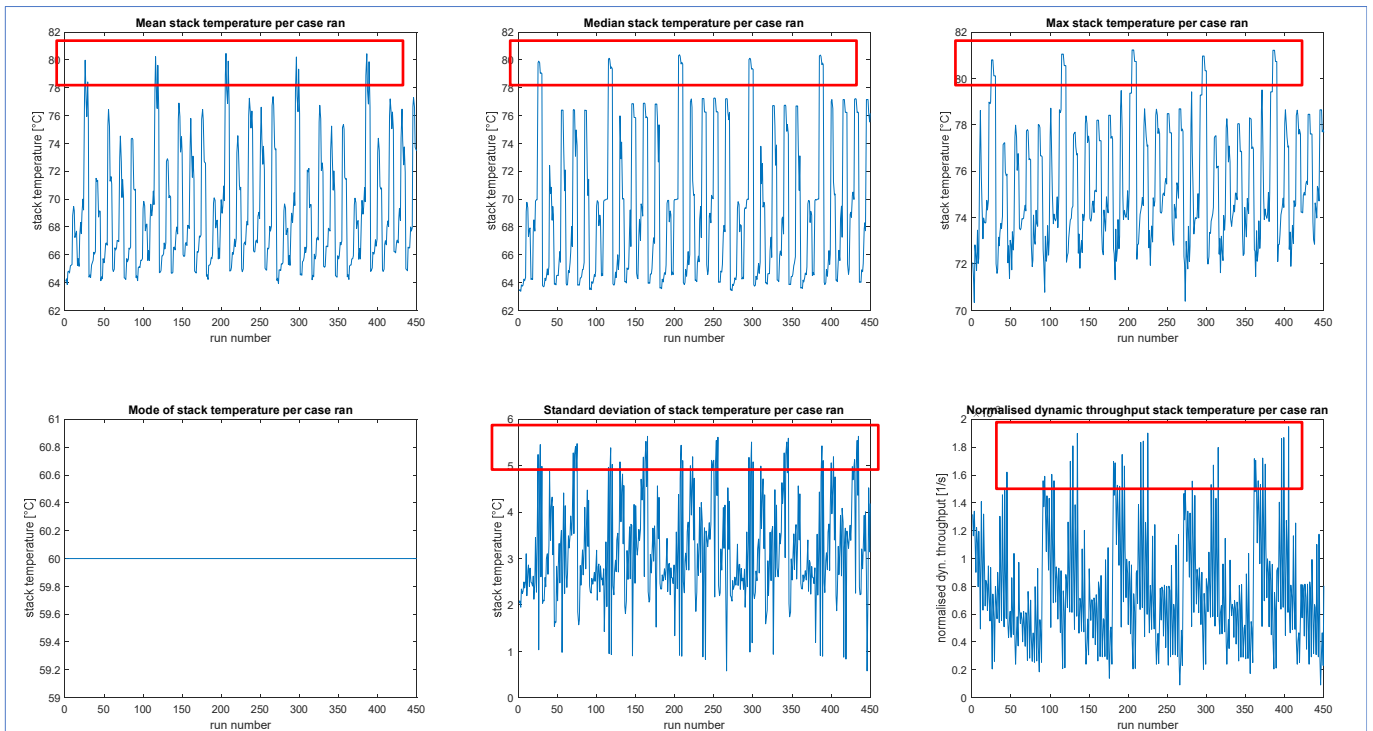 Mean stack temperature per case ran
82
80
78
76
74
72
70
68
66
64
62
stack temperature [°C]
0 50 100 150 200 250 300 350 400 450
run number
Median stack temperature per case ran
82
80
78
76
74
72
70
68
66
64
62
stack temperature [°C]
0 50 100 150 200 250 300 350 400 450
run number
Max stack temperature per case ran
82
80
78
76
74
72
70
stack temperature [°C]
0 50 100 150 200 250 300 350 400 450
run number
Mode of stack temperature per case ran
61
60.8
60.6
60.4
60.2
60
59.8
59.6
59.4
59.2
59
stack temperature [°C]
0 50 100 150 200 250 300 350 400 450
run number
Standard deviation of stack temperature per case ran
6
5
4
3
2
1
0
stack temperature [°C]
0 50 100 150 200 250 300 350 400 450
run number
Normalised dynamic throughput stack temperature per case ran
2
1.8
1.6
1.4
1.2
1
0.8
0.6
0.4
0.2
0
normalised dyn. throughput [1/s]
0 50 100 150 200 250 300 350 400 450
run number